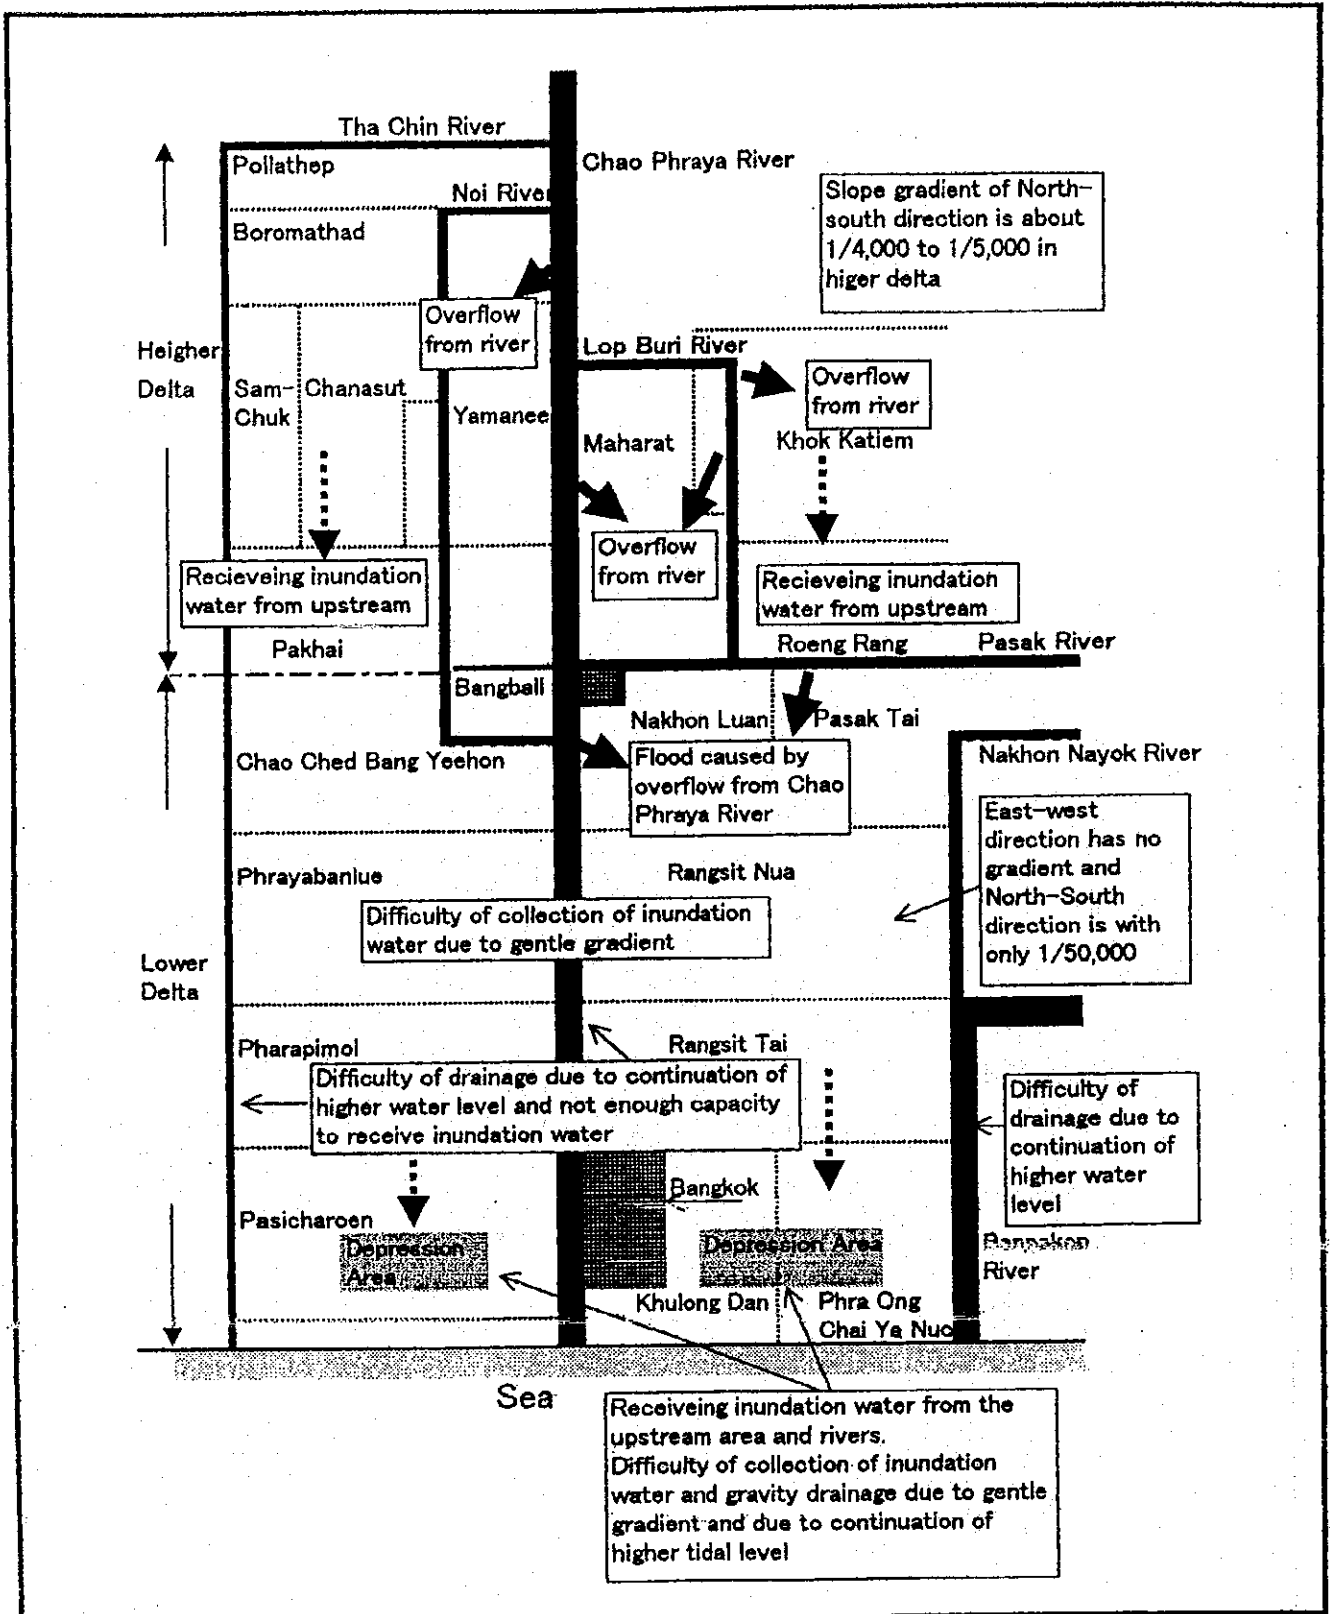 Tha Chin River
Chao Phraya River
Pollathep
Noi River
Slope gradient of North-
south direction is about
1/4,000 to 1/5,000 in
higer delta
Boromathad
Overflow
from river
Heigher
Delta
Lop Buri River
Overflow
from river
Sam-
Chuk
Chanasut
Yamanee
Maharat
Khok Katiem
Overflow
from river
Recieveing inundation
water from upstream
Recieveing inundation
water from upstream
Pakhai
Roeng Rang
Pasak River
Bangball
Nakhon Luan
Pasak Tai
Chao Ched Bang Yeehon
Flood caused by
overflow from Chao
Phraya River
Nakhon Nayok River
East-west
direction has no
gradient and
North-South
direction is with
only 1/50,000
Phrayabanlue
Rangsit Nua
Difficulty of collection of inundation
water due to gentle gradient
Lower
Delta
Pharapimol
Rangsit Tai
Difficulty of drainage due to continuation of
higher water level and not enough capacity
to receive inundation water
Difficulty of
drainage due to
continuation of
higher water
level
Bangkok
Pasicharoen
Depression
Area
Depression Area
Banpakon
River
Khulong Dan
Phra Ong
Chai Ya Nuc
Sea
Receiveing inundation water from the
upstream area and rivers.
Difficulty of collection of inundation
water and gravity drainage due to gentle
gradient and due to continuation of
higher tidal level